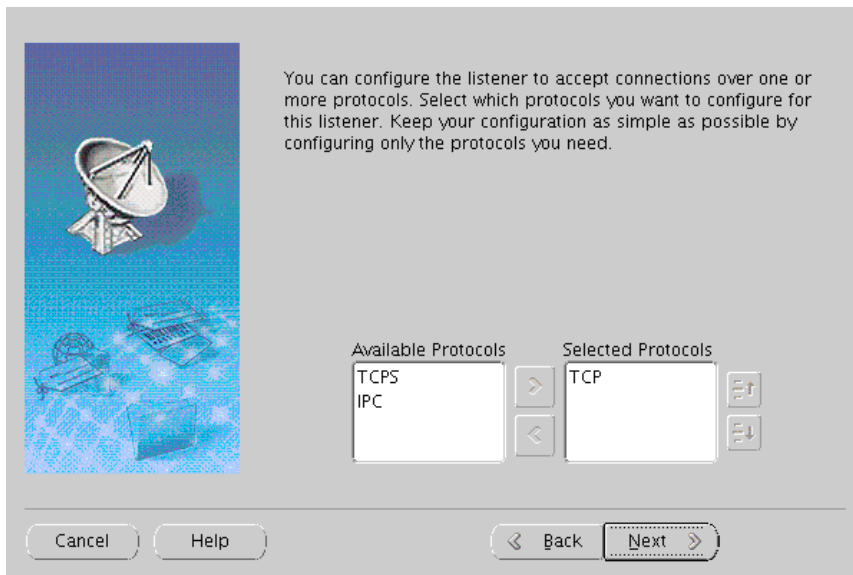 You can configure the listener to accept connections over one or
more protocols. Select which protocols you want to configure for
this listener. Keep your configuration as simple as possible by
configuring only the protocols you need.
Available Protocols
TCPS
IPC
Selected Protocols
TCP
Cancel
Help
Back
Next